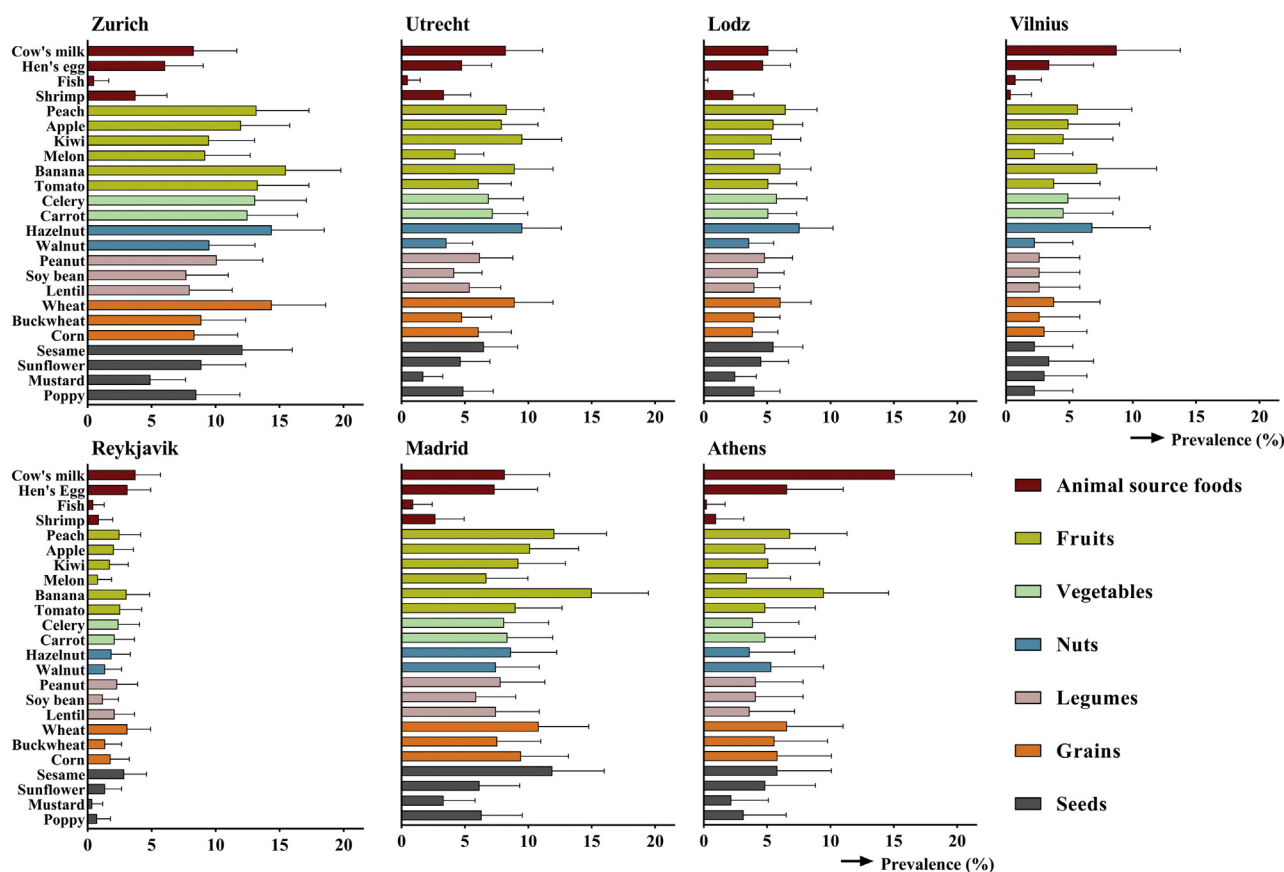 Zurich
Utrecht
Lodz
Vilnius
Cow's milk
Hen's egg
Fish
Shrimp
Peach
Apple
Kiwi
Melon
Banana
Tomato
Celery
Carrot
Hazelnut
Walnut
Peanut
Soy bean
Lentil
Wheat
Buckwheat
Corn
Sesame
Sunflower
Mustard
Poppy
0 5 10 15 20
0 5 10 15 20
0 5 10 15 20
0 5 10 15 20
Prevalence (%)
Reykjavik
Madrid
Athens
Cow's milk
Hen's Egg
Fish
Shrimp
Peach
Apple
Kiwi
Melon
Banana
Tomato
Celery
Carrot
Hazelnut
Walnut
Peanut
Soy bean
Lentil
Wheat
Buckwheat
Corn
Sesame
Sunflower
Mustard
Poppy
0 5 10 15 20
0 5 10 15 20
0 5 10 15 20
Prevalence (%)
Animal source foods
Fruits
Vegetables
Nuts
Legumes
Grains
Seeds